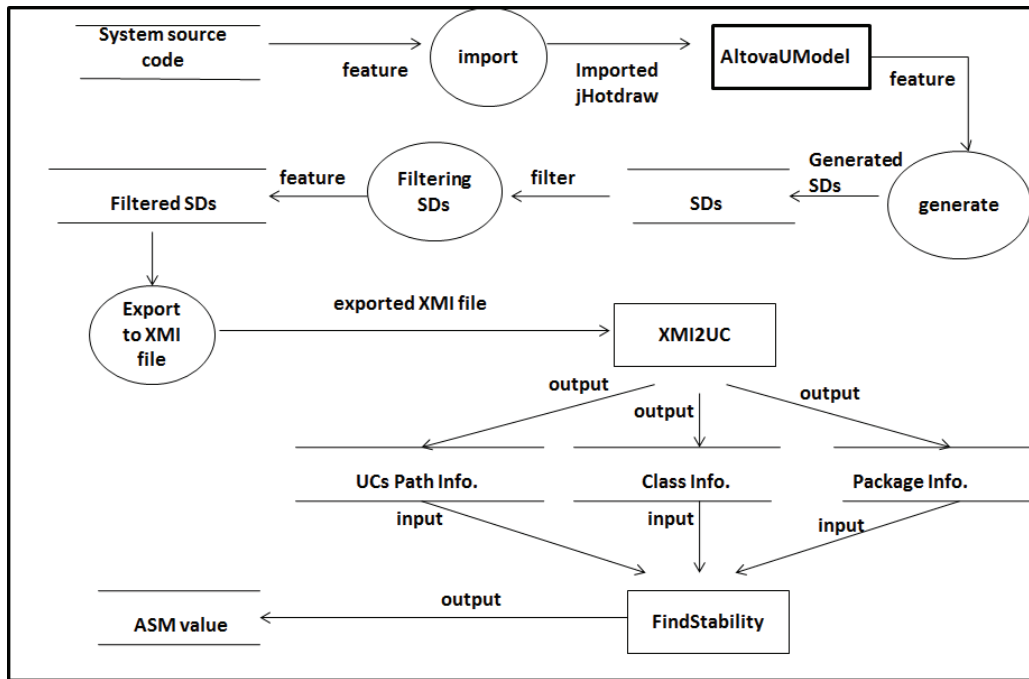 System source
code
feature
import
Imported
jHotdraw
AltovaUModel
feature
Filtered SDs
feature
Filtering
SDs
filter
SDs
Generated
SDs
generate
Export
to XMI
file
exported XMI file
XMI2UC
output
output
output
UCs Path Info.
Class Info.
Package Info.
input
input
input
ASM value
output
FindStability